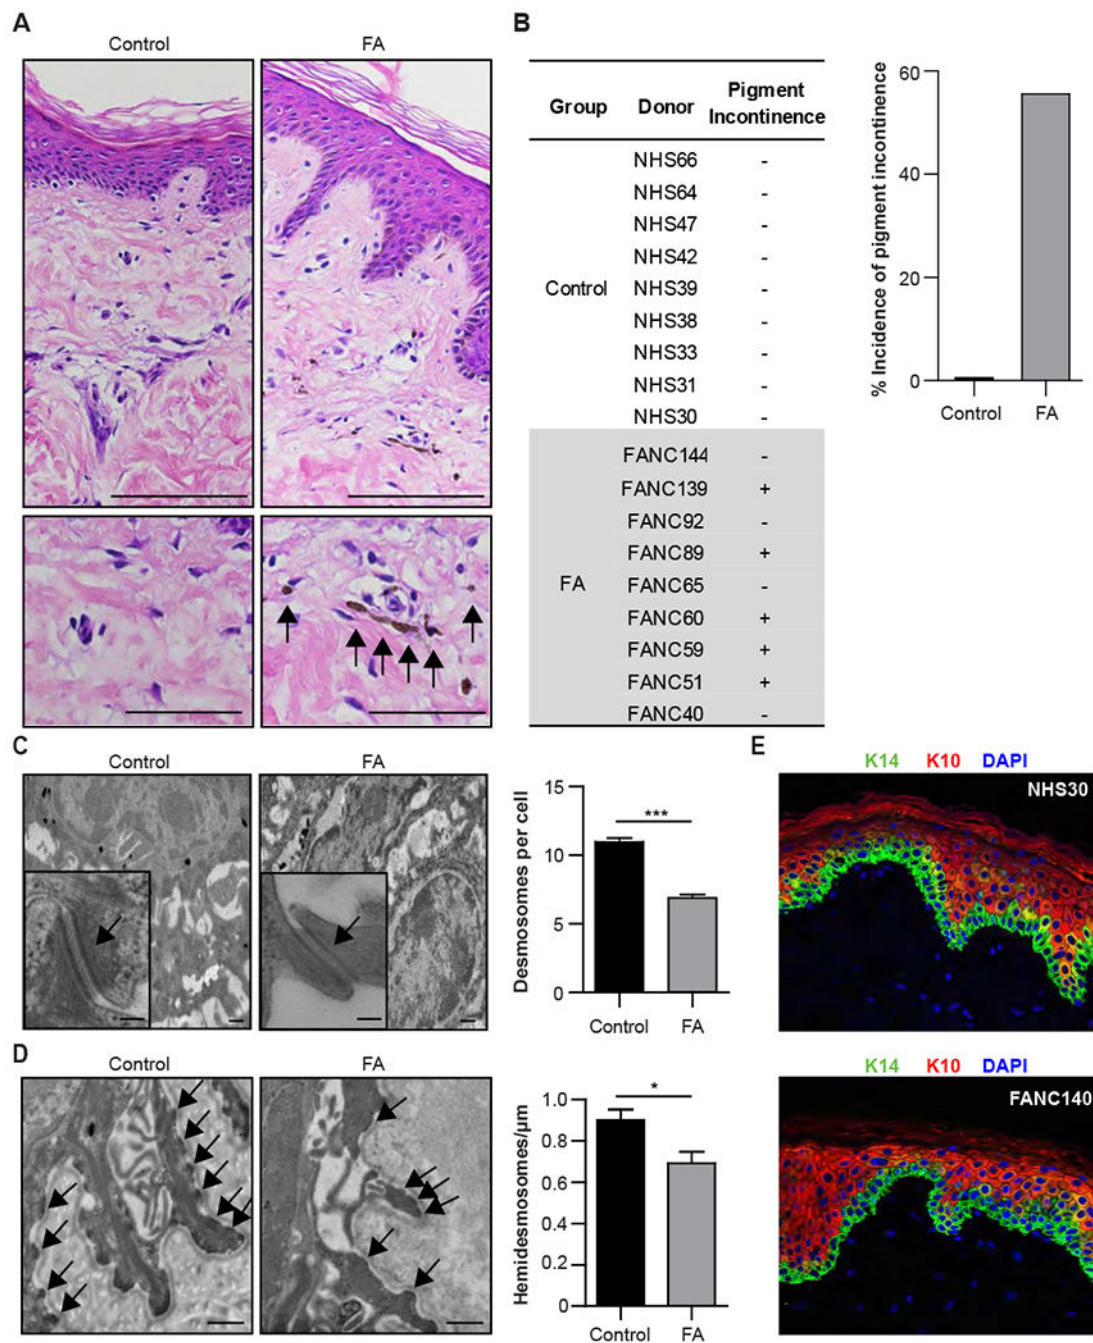 A
Control
FA
B
Group Donor Pigment Incontinence
Control
NHS66 -
NHS64 -
NHS47 -
NHS42 -
NHS39 -
NHS38 -
NHS33 -
NHS31 -
NHS30 -
FA
FANC144 -
FANC139 +
FANC92 -
FANC89 +
FANC65 -
FANC60 +
FANC59 +
FANC51 +
FANC40 -
% Incidence of pigment incontinence
60
40
20
0
Control FA
C
Control
FA
Desmosomes per cell
15
10
5
0
***
Control FA
D
Control
FA
Hemidesmosomes/μm
1.0
0.8
0.6
0.4
0.2
0
*
Control FA
E
K14 K10 DAPI
NHS30
K14 K10 DAPI
FANC140